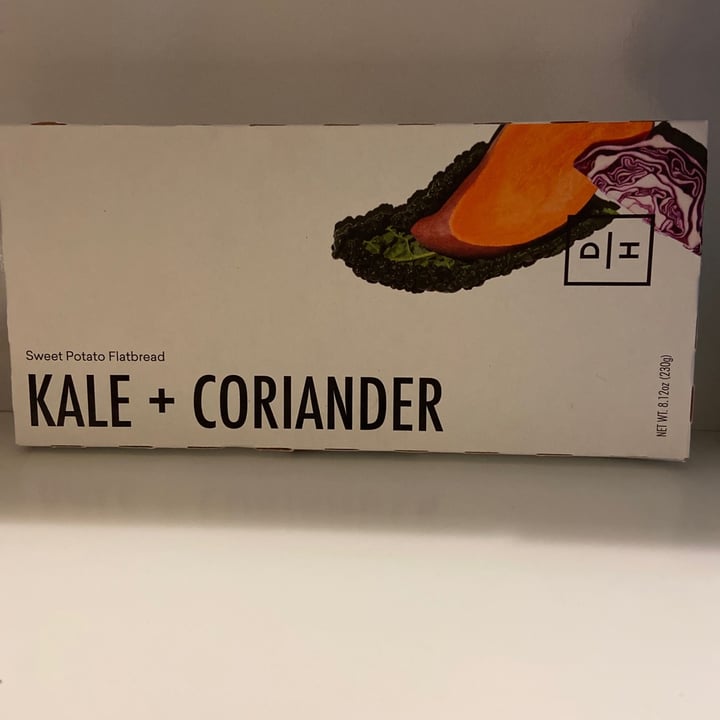 D
H
Sweet Potato Flatbread
KALE + CORIANDER
NET WT. 8.12oz (230g)